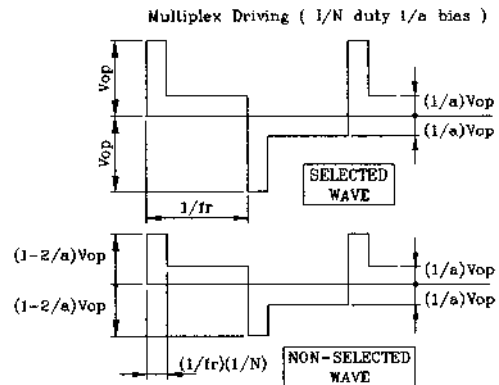 Multiplex Driving ( 1/N duty 1/a bias )
Vop
(1/a)Vop
Vop
(1/a)Vop
SELECTED
WAVE
1/fr
(1-2/a)Vop
(1/a)Vop
(1-2/a)Vop
(1/a)Vop
(1/fr)(1/N)
NON-SELECTED
WAVE